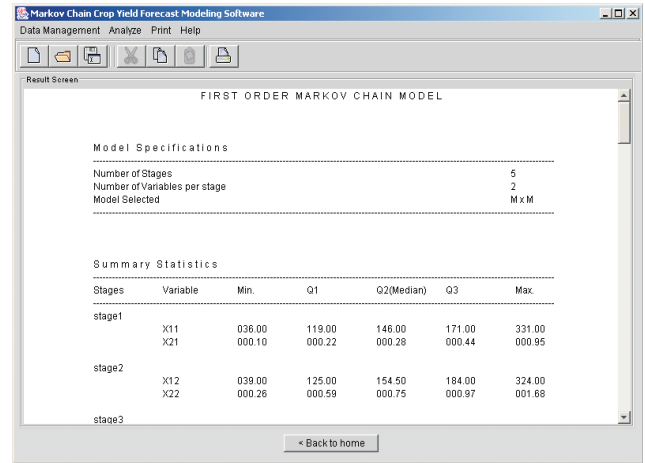 Markov Chain Crop Yield Forecast Modeling Software
Data Management Analyze Print Help
Result Screen
FIRST ORDER MARKOV CHAIN MODEL
Model Specifications
Number of Stages 5
Number of Variables per stage 2
Model Selected M x M
Summary Statistics
Stages Variable Min. Q1 Q2(Median) Q3 Max.
stage1
X11 036.00 119.00 146.00 171.00 331.00
X21 000.10 000.22 000.28 000.44 000.95
stage2
X12 039.00 125.00 154.50 184.00 324.00
X22 000.26 000.59 000.75 000.97 001.68
stage3
< Back to home